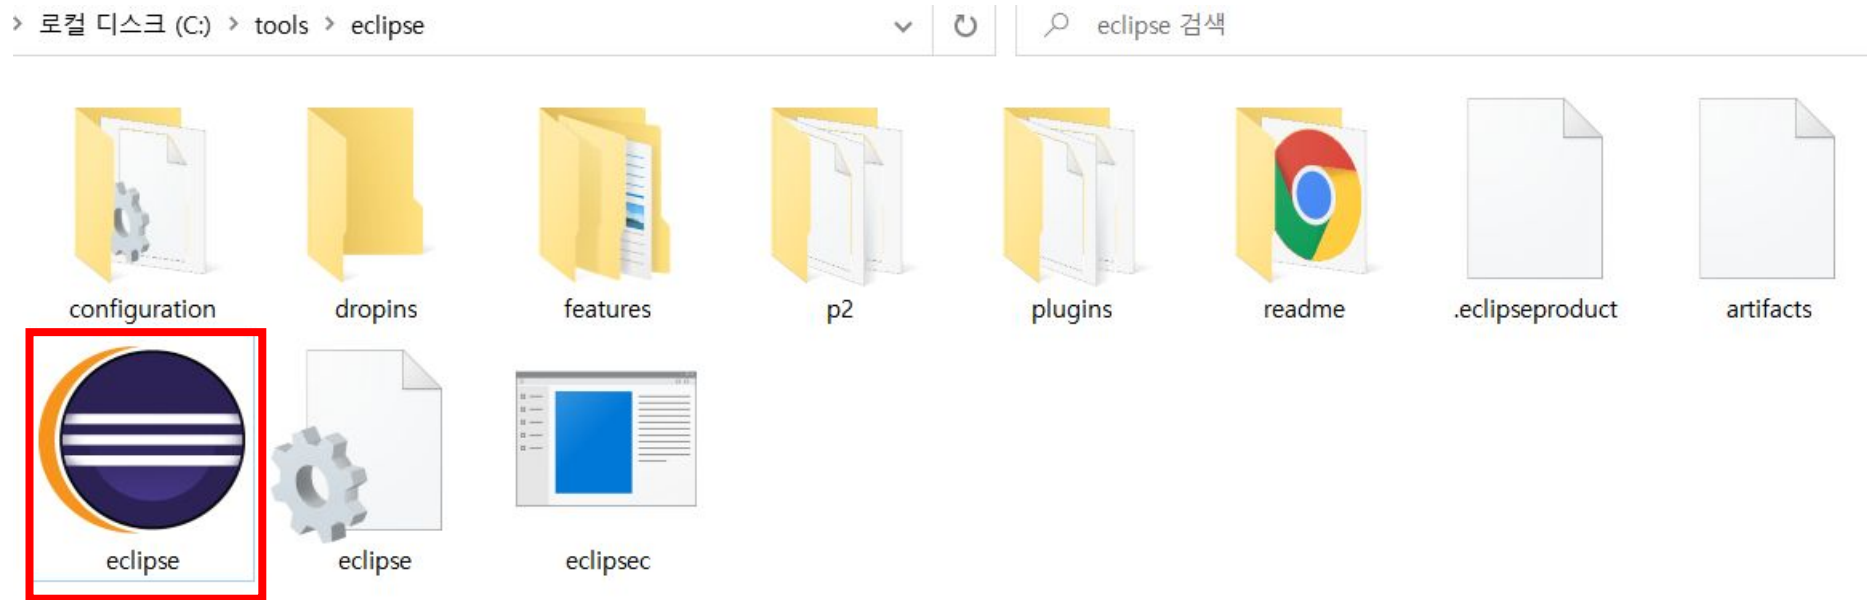 로컬 디스크 (C:) > tools > eclipse
eclipse 검색
configuration
dropins
features
p2
plugins
readme
.eclipseproduct
artifacts
eclipse
eclipse
eclipsec